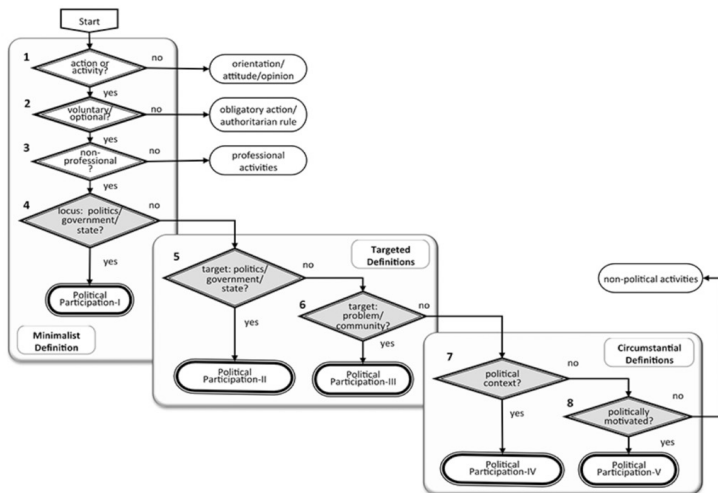 Start
1
action or
activity?
no
orientation/
attitude/opinion
yes
2
voluntary/
optional?
no
obligatory action/
authoritarian rule
yes
3
non-
professional
?
no
professional
activities
yes
4
locus: politics/
government/
state?
no
yes
Political
Participation-I
Minimalist
Definition
5
target: politics/
government/
state?
no
Targeted
Definitions
yes
Political
Participation-II
6
target:
problem/
community?
no
yes
Political
Participation-III
non-political activities
7
political
context?
no
Circumstantial
Definitions
yes
Political
Participation-IV
8
politically
motivated?
no
yes
Political
Participation-V